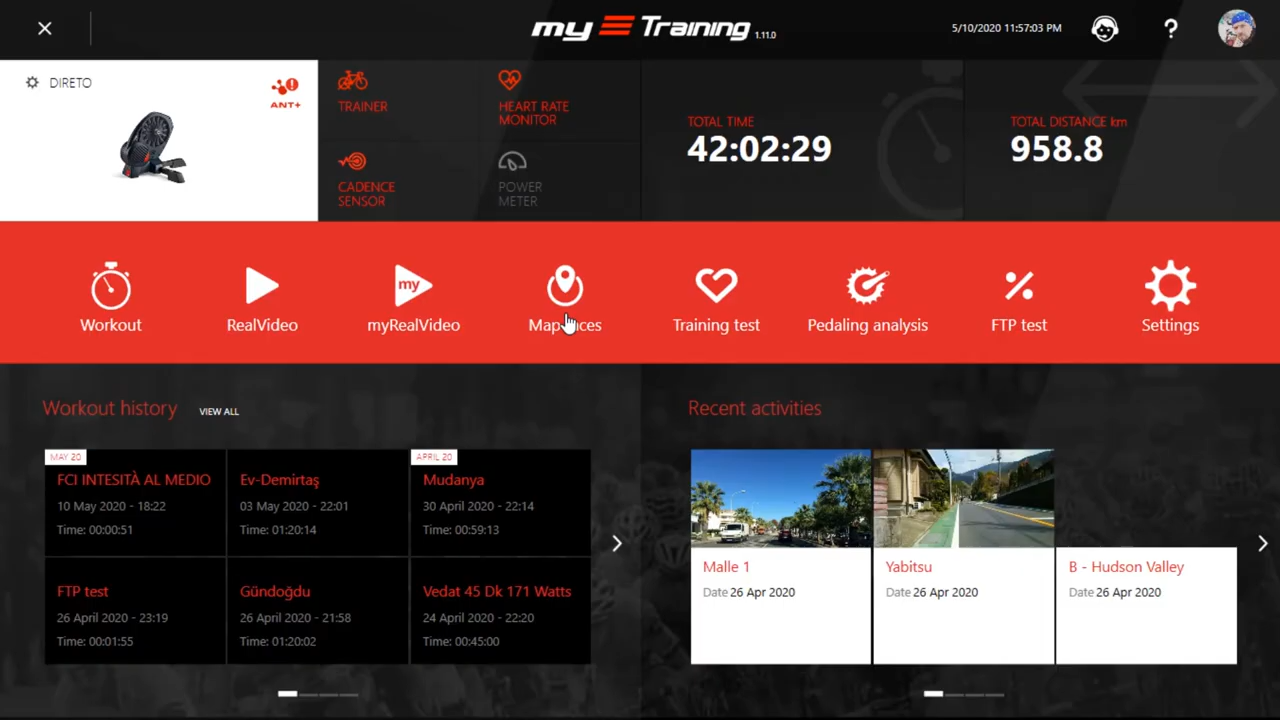 my Training 1.11.0
5/10/2020 11:57:03 PM
?
DIRETO
ANT+
TRAINER
HEART RATE
MONITOR
CADENCE
SENSOR
POWER
METER
TOTAL TIME
42:02:29
TOTAL DISTANCE km
958.8
Workout
RealVideo
my
myRealVideo
Training test
Pedaling analysis
%
FTP test
Settings
Workout history
VIEW ALL
MAY 20
FCI INTESITÀ AL MEDIO
10 May 2020 - 18:22
Time: 00:00:51
Ev-Demirtaş
03 May 2020 - 22:01
Time: 01:20:14
APRIL 20
Mudanya
30 April 2020 - 22:14
Time: 00:59:13
FTP test
26 April 2020 - 23:19
Time: 00:01:55
Gündoğdu
26 April 2020 - 21:58
Time: 01:20:02
Vedat 45 Dk 171 Watts
24 April 2020 - 22:20
Time: 00:45:00
Recent activities
Malle 1
Date 26 Apr 2020
Yabitsu
Date 26 Apr 2020
B - Hudson Valley
Date 26 Apr 2020